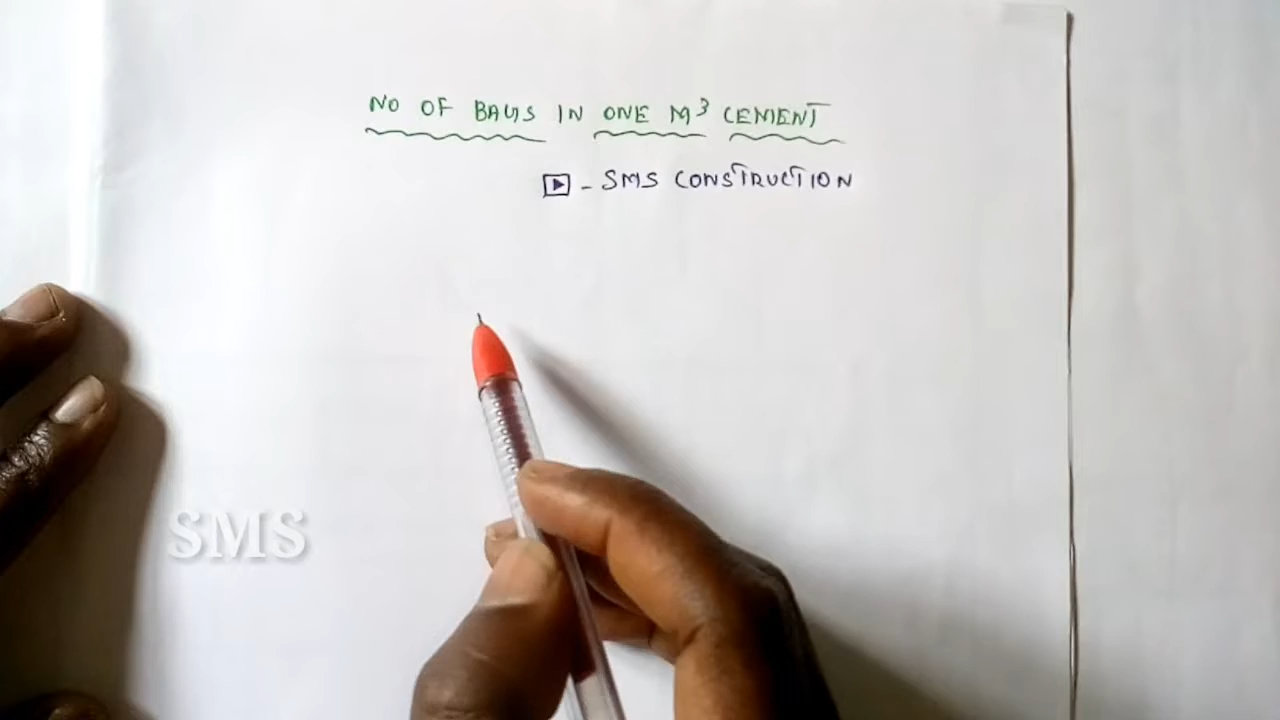 NO OF BAGS IN ONE M³ CEMENT
▶ - SMS CONSTRUCTION
SMS